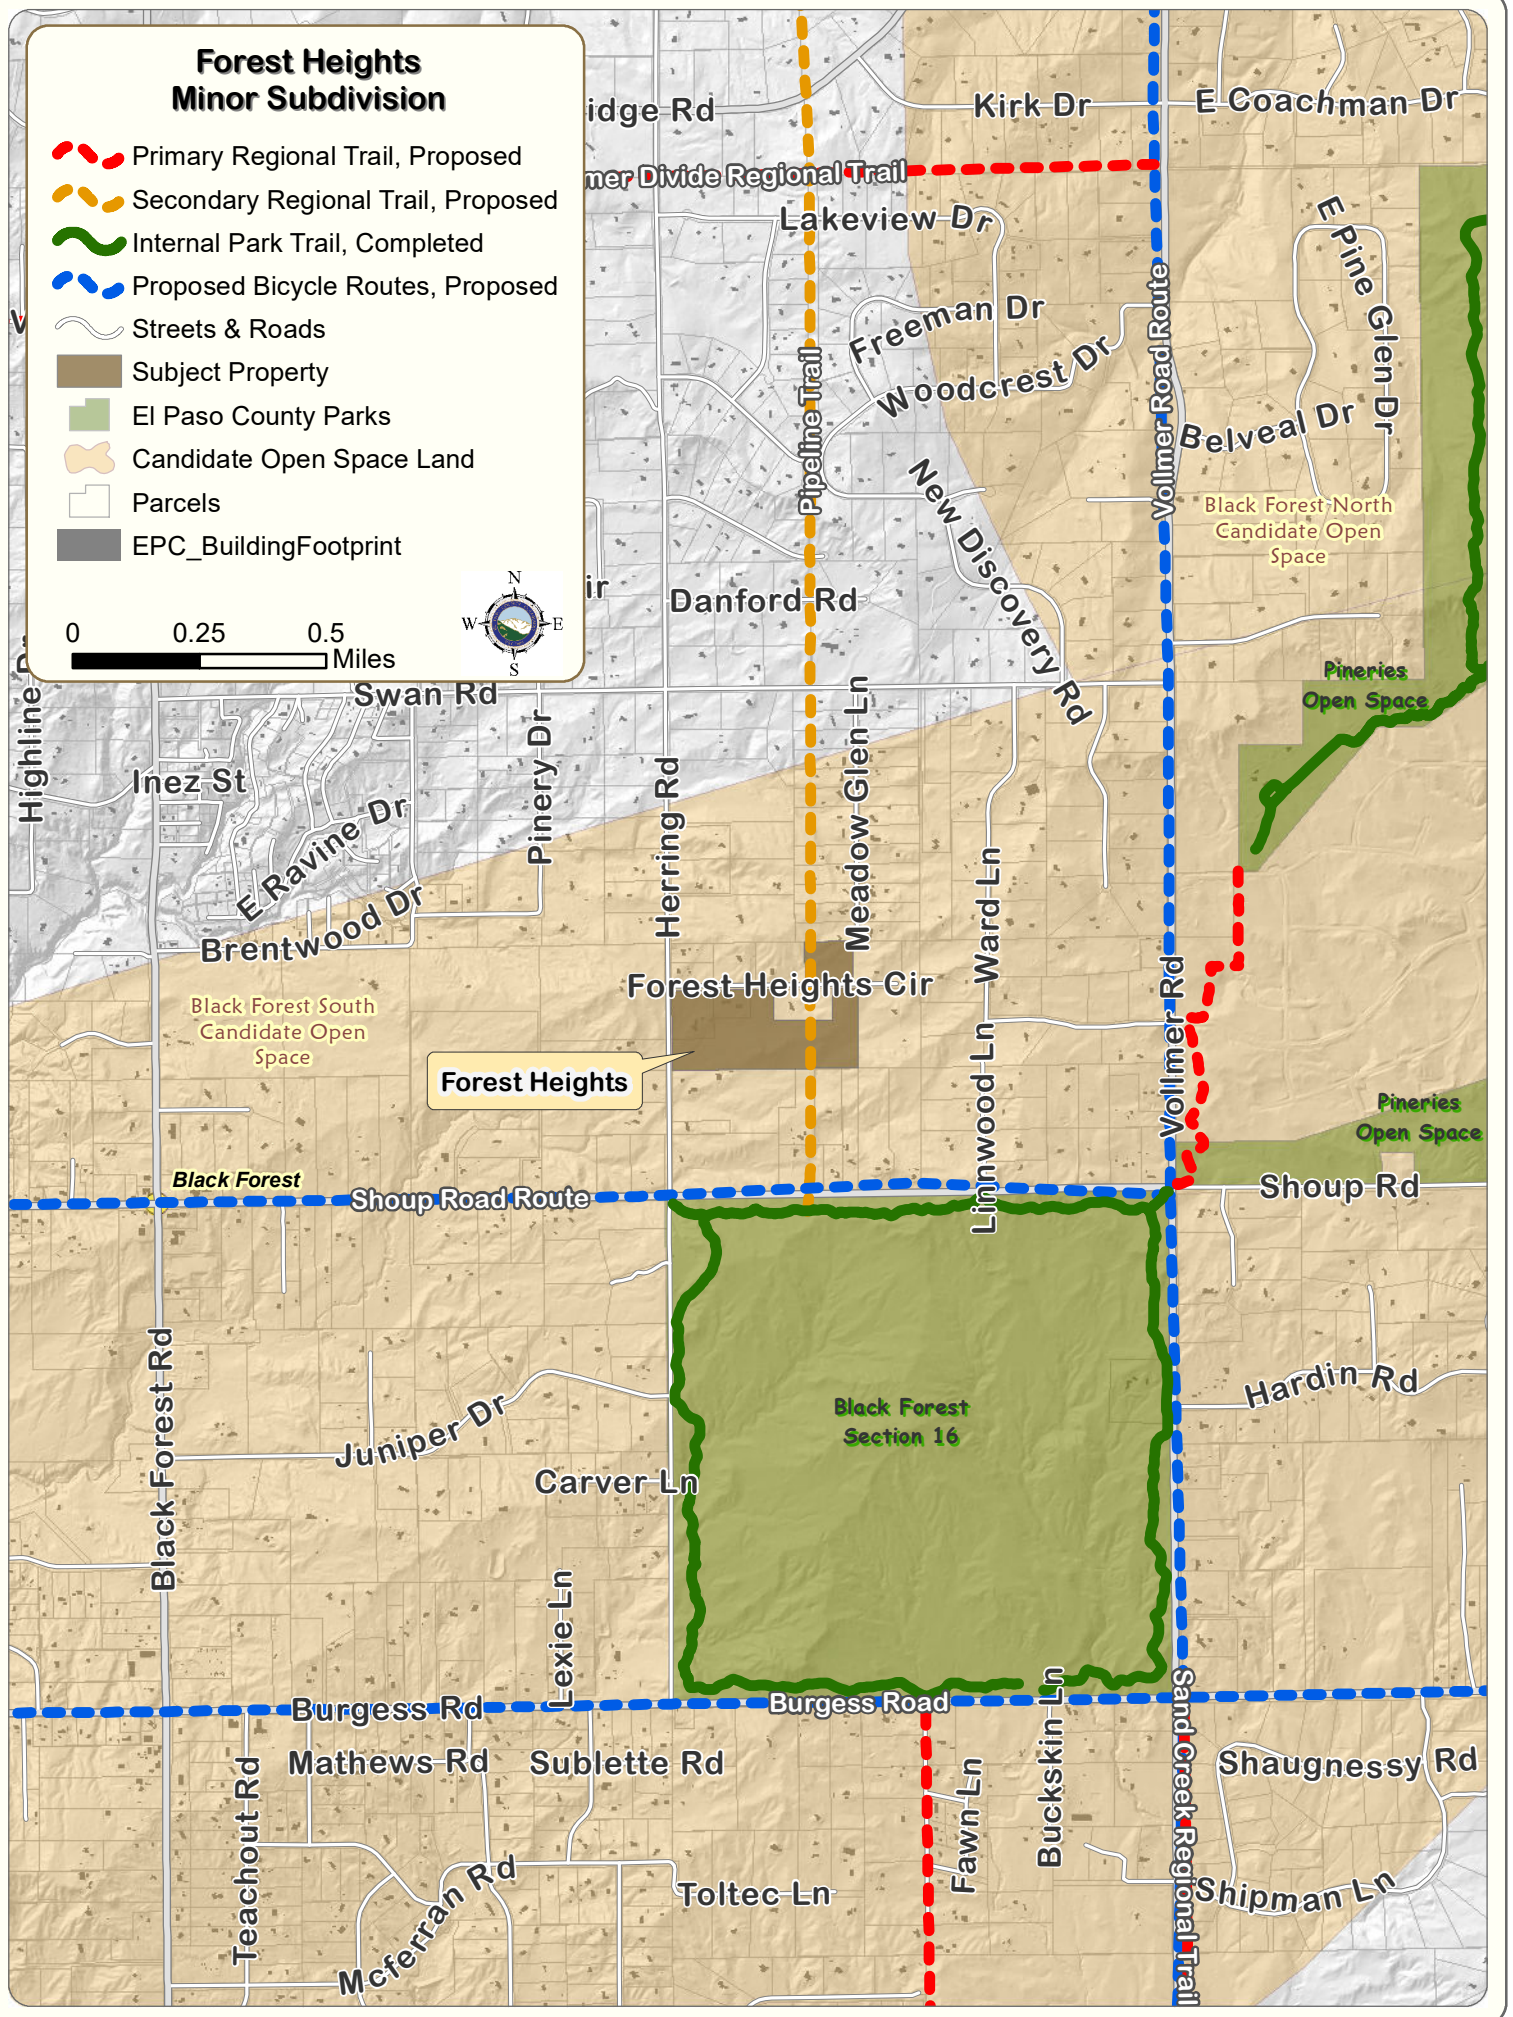 Forest Heights
Minor Subdivision
Primary Regional Trail, Proposed
Secondary Regional Trail, Proposed
Internal Park Trail, Completed
Proposed Bicycle Routes, Proposed
Streets & Roads
Subject Property
El Paso County Parks
Candidate Open Space Land
Parcels
EPC_BuildingFootprint
N
W
E
S
0
0.25
0.5
Miles
idge Rd
Kirk Dr
E Coachman Dr
mer Divide Regional Trail
Lakeview Dr
E Pine Glen Dr
Freeman Dr
Woodcrest Dr
Vollmer Road Route
Pipeline Trail
Belveal Dr
New Discovery Rd
Black Forest North
Candidate Open
Space
ir
Danford Rd
Pineries
Open Space
Highline Dr
Swan Rd
Inez St
Pinery Dr
Herring Rd
Meadow Glen Ln
E Ravine Dr
Brentwood Dr
Ward Ln
Forest Heights Cir
Black Forest South
Candidate Open
Space
Forest Heights
Linnwood Ln
Vollmer Rd
Pineries
Open Space
Black Forest
Shoup Road Route
Shoup Rd
Black Forest Rd
Juniper Dr
Hardin Rd
Black Forest
Section 16
Carver Ln
Lexie Ln
Burgess Rd
Burgess Road
Buckskin Ln
Sand Creek Regional Trail
Mathews Rd
Sublette Rd
Shaugnessy Rd
Teachout Rd
Fawn Ln
Mcferran Rd
Toltec Ln
Shipman Ln